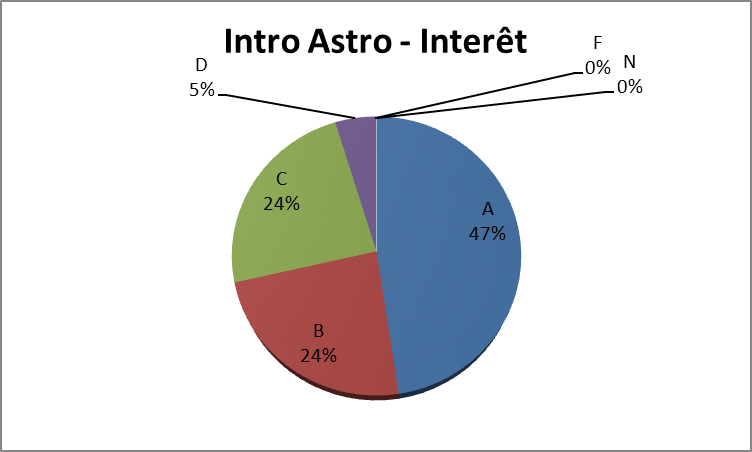 Intro Astro - Interêt
F
0%
N
0%
D
5%
C
24%
A
47%
B
24%